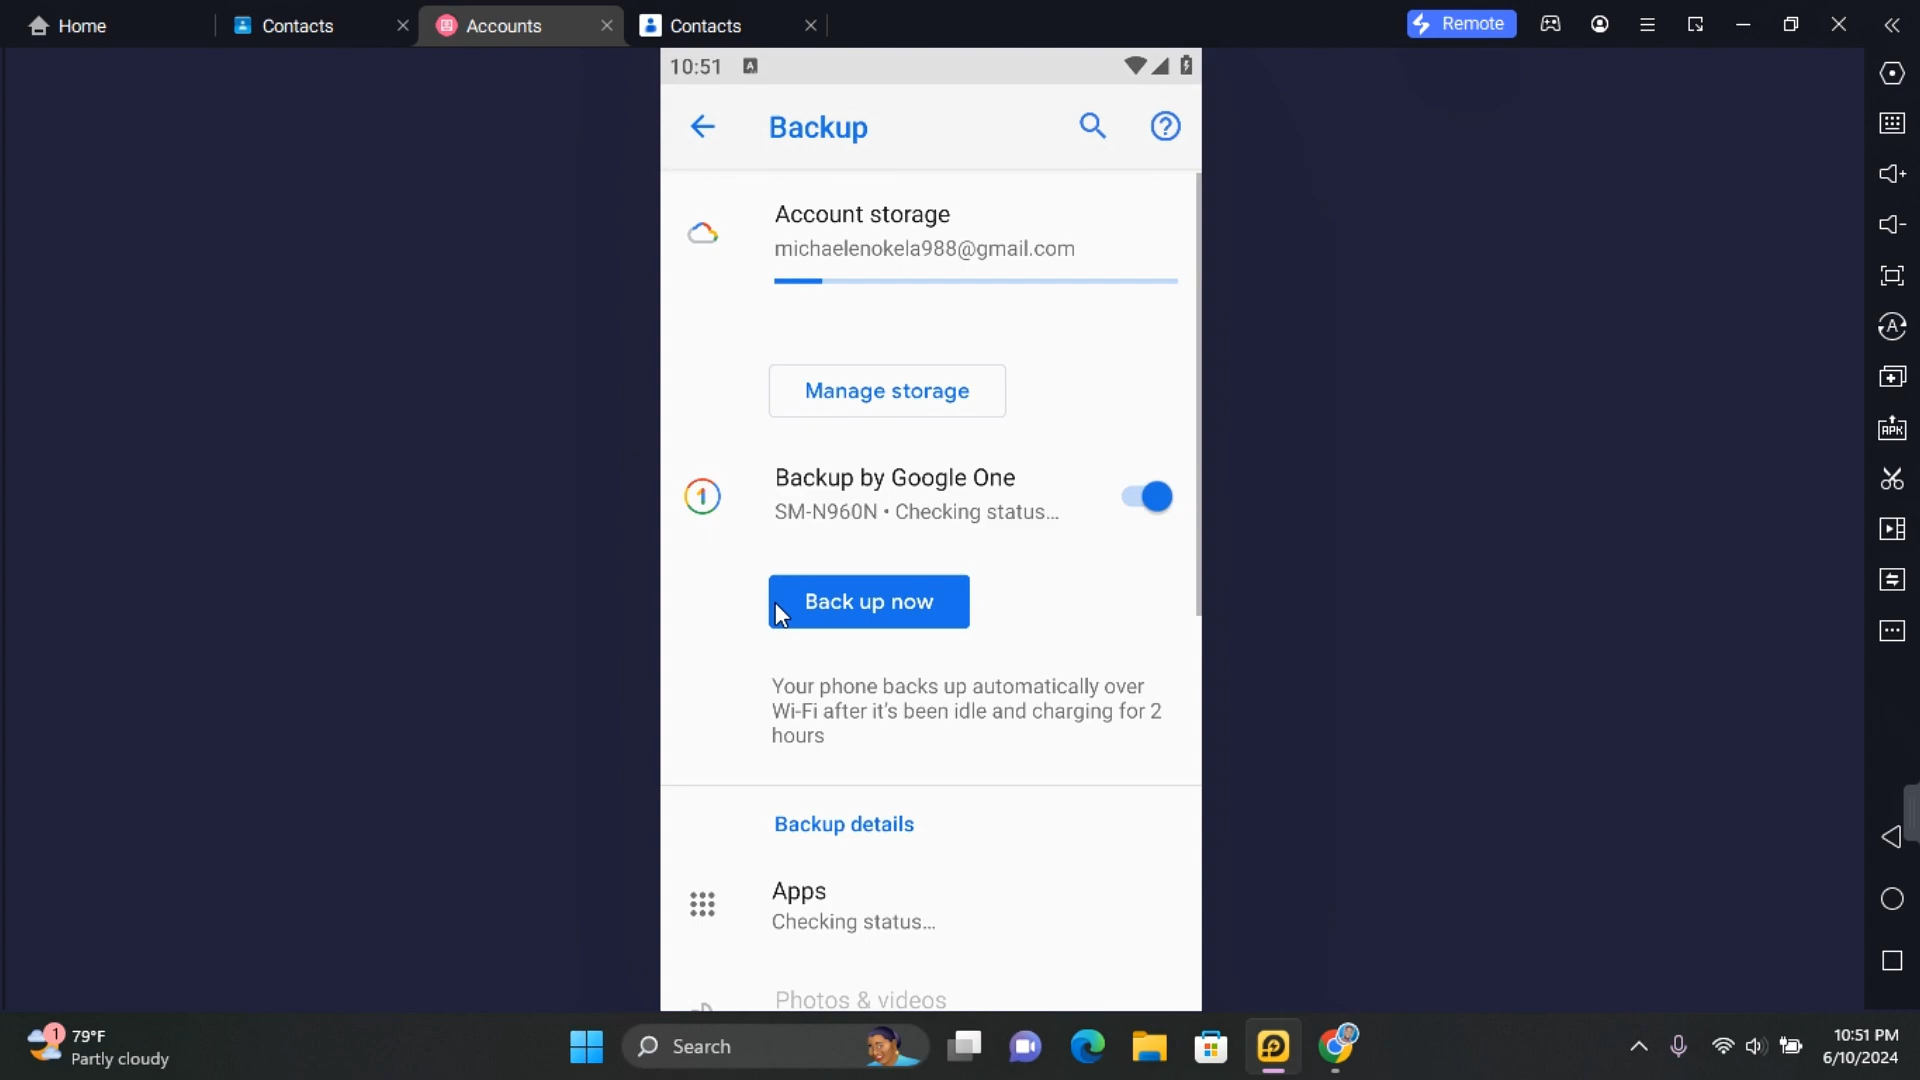 Home
Contacts
Accounts
Contacts
Remote
10:51
A
Backup
Account storage
michaelenokela988@gmail.com
Manage storage
Backup by Google One
SM-N960N • Checking status...
1
Back up now
Your phone backs up automatically over
Wi-Fi after it's been idle and charging for 2
hours
Backup details
Apps
Checking status...
Photos & videos
A
APK
1
79°F
Partly cloudy
Search
10:51 PM
6/10/2024